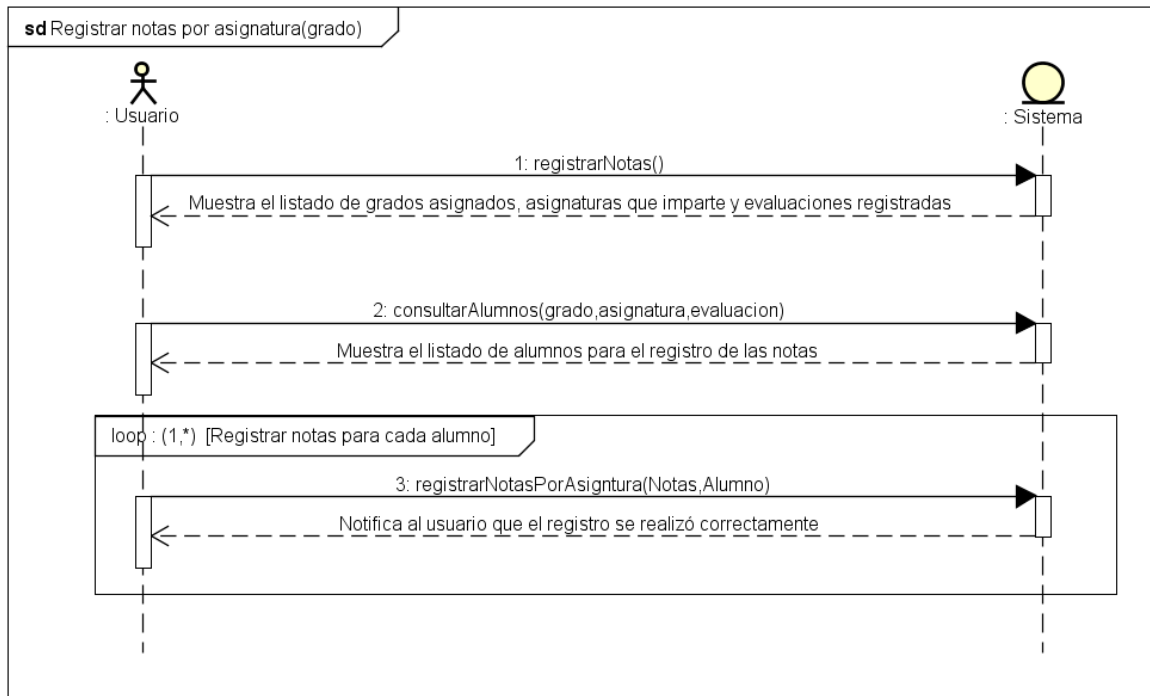 sd Registrar notas por asignatura(grado)
: Usuario
: Sistema
1: registrarNotas()
Muestra el listado de grados asignados, asignaturas que imparte y evaluaciones registradas
2: consultarAlumnos(grado,asignatura,evaluacion)
Muestra el listado de alumnos para el registro de las notas
loop : (1,*) [Registrar notas para cada alumno]
3: registrarNotasPorAsigntura(Notas,Alumno)
Notifica al usuario que el registro se realizó correctamente